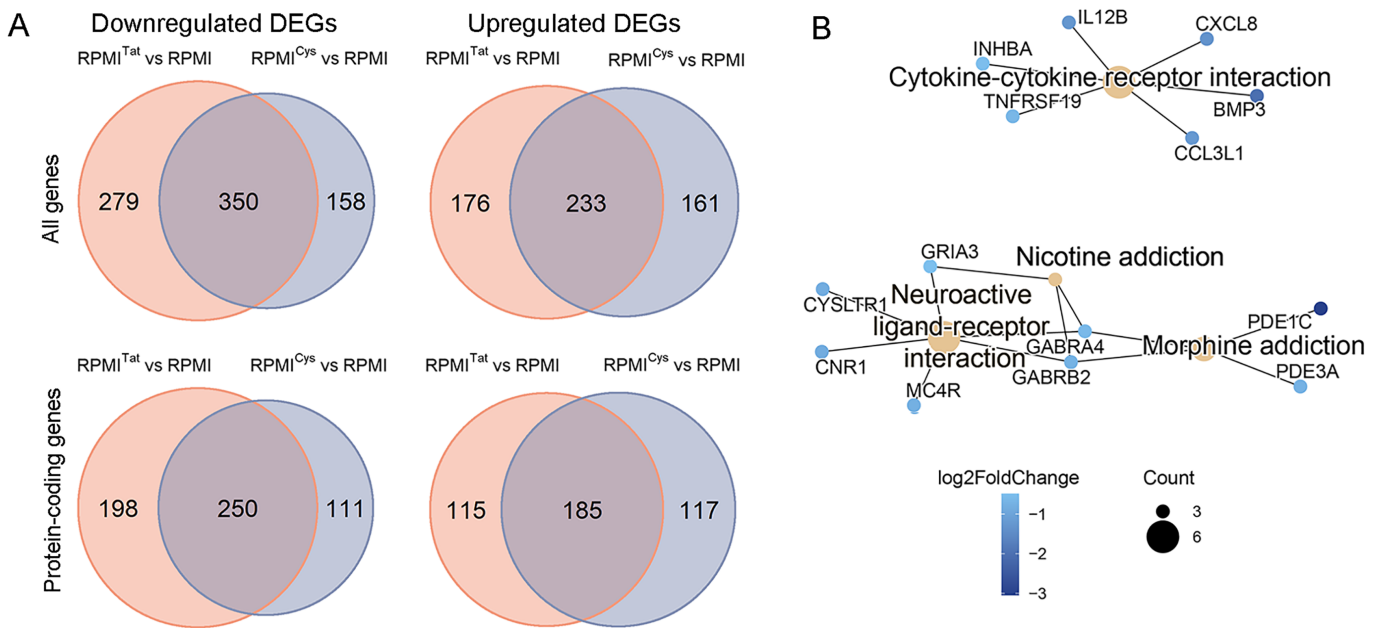 A
Downregulated DEGs
Upregulated DEGs
RPMI^Tat vs RPMI
RPMI^Cys vs RPMI
RPMI^Tat vs RPMI
RPMI^Cys vs RPMI
All genes
279
350
158
176
233
161
RPMI^Tat vs RPMI
RPMI^Cys vs RPMI
RPMI^Tat vs RPMI
RPMI^Cys vs RPMI
Protein-coding genes
198
250
111
115
185
117
B
IL12B
CXCL8
INHBA
Cytokine-cytokine-receptor interaction
TNFRSF19
BMP3
CCL3L1
GRIA3
Nicotine addiction
CYSLTR1
Neuroactive
ligand-receptor
interaction
PDE1C
GABRA4
Morphine addiction
CNR1
GABRB2
PDE3A
MC4R
log2FoldChange
−1
−2
−3
Count
3
6